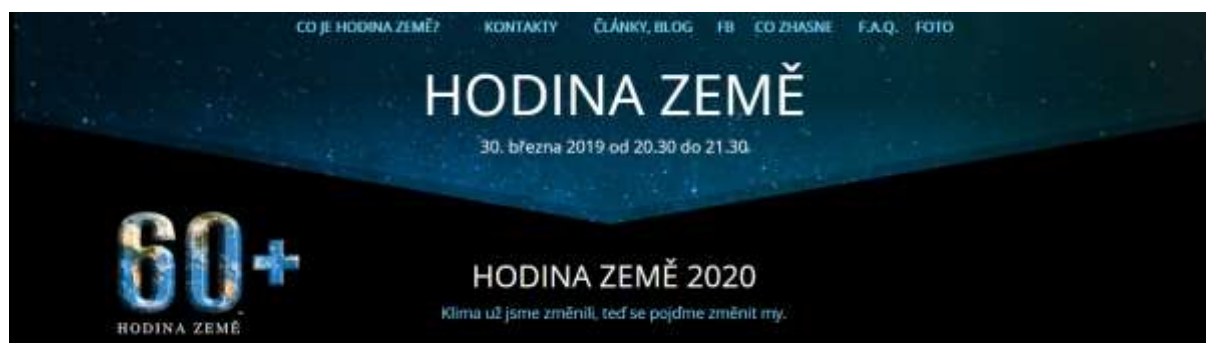 CO JE HODINA ZEMĚ? KONTAKTY ČLÁNKY, BLOG FB CO ZHASNE F.A.Q. FOTO
HODINA ZEMĚ
30. března 2019 od 20.30 do 21.30.
60+
HODINA ZEMĚ
HODINA ZEMĚ 2020
Klima už jsme změnili, teď se pojďme změnit my.